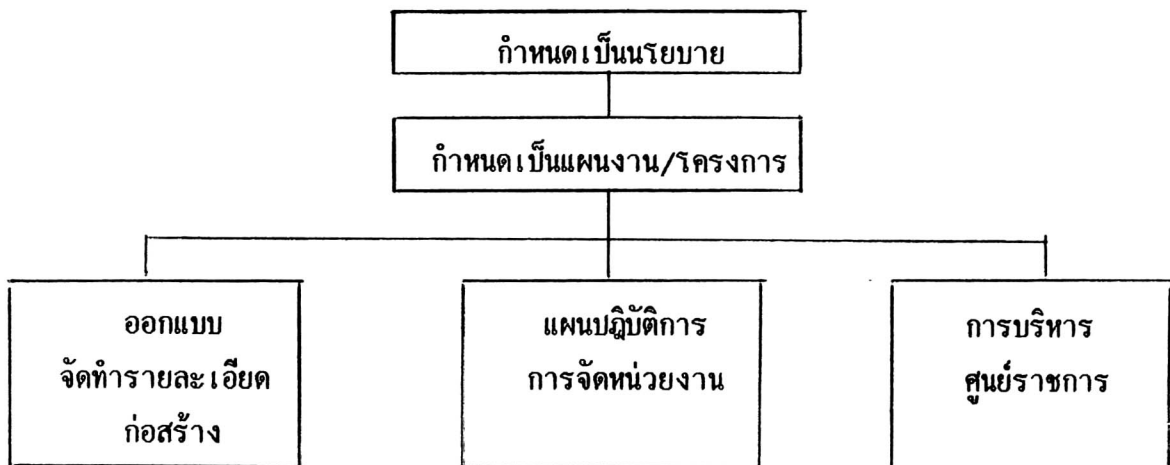 กำหนดเป็นนโยบาย
กำหนดเป็นแผนงาน/โครงการ
ออกแบบ
จัดทำรายละเอียด
ก่อสร้าง
แผนปฎิบัติการ
การจัดหน่วยงาน
การบริหาร
ศูนย์ราชการ